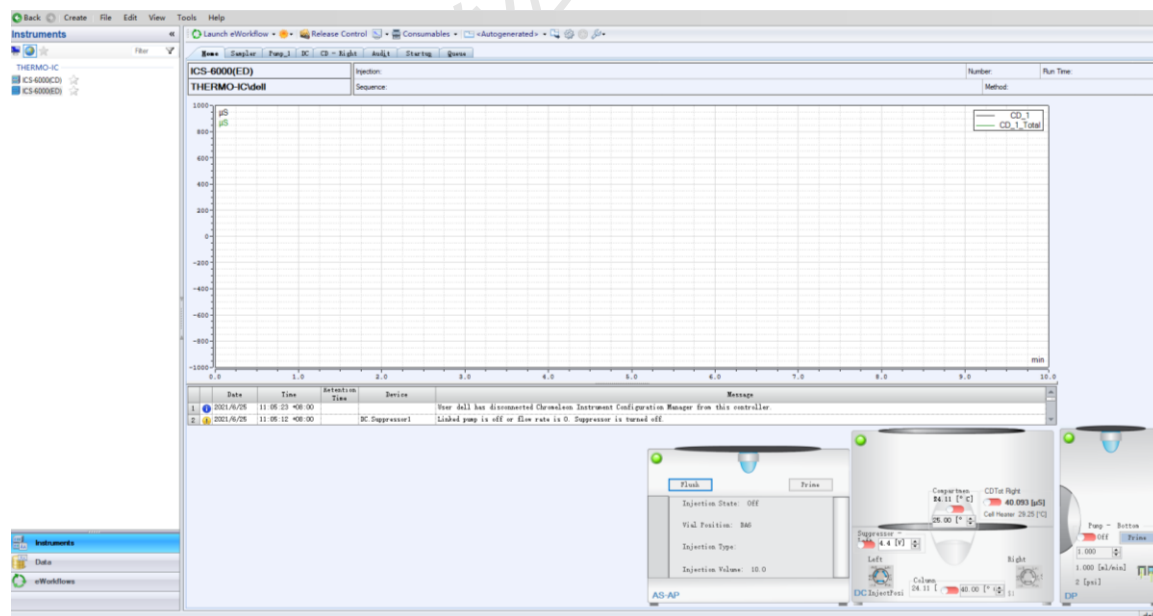 Back Create File Edit View Tools Help
Instruments
Launch eWorkflow Release Control Consumables <Autogenerated>
Filter
Home Sampler Pump_1 DC CD - Right Audit Startup Queue
THERMO-IC
ICS-6000(CD)
ICS-6000(ED)
ICS-6000(ED) Injection: Number: Run Time:
THERMO-IC\dell Sequence: Method:
1000
µS
µS
CD_1
CD_1_Total
800
600
400
200
0
-200
-400
-600
-800
-1000
min
0.0 1.0 2.0 3.0 4.0 5.0 6.0 7.0 8.0 9.0 10.0
Date Time Retention Time Device Message
1 2021/6/25 11:05:23 +08:00 User dell has disconnected Chromeleon Instrument Configuration Manager from this controller.
2 2021/6/25 11:05:12 +08:00 DC.Suppressor1 Linked pump is off or flow rate is 0. Suppressor is turned off.
Flush Prime
Injection State: Off
Vial Position: BA8
Injection Type:
Injection Volume: 10.0
AS-AP
24.11 [°C]
25.00 [°
CDTot Right
40.093 [µS]
Cell Heater 29.25 [°C]
Suppressor -
4.4 [V]
Left Right
Column
24.11 [ 40.00 [°
DC
Pump - Bottom
Off Prime
1.000
1.000 [ml/min]
2 [psi]
DP
Instruments
Data
eWorkflows